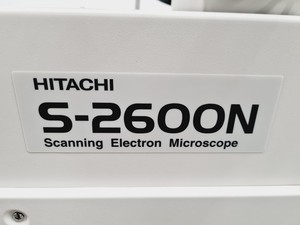 HITACHI
S-2600N
Scanning Electron Microscope